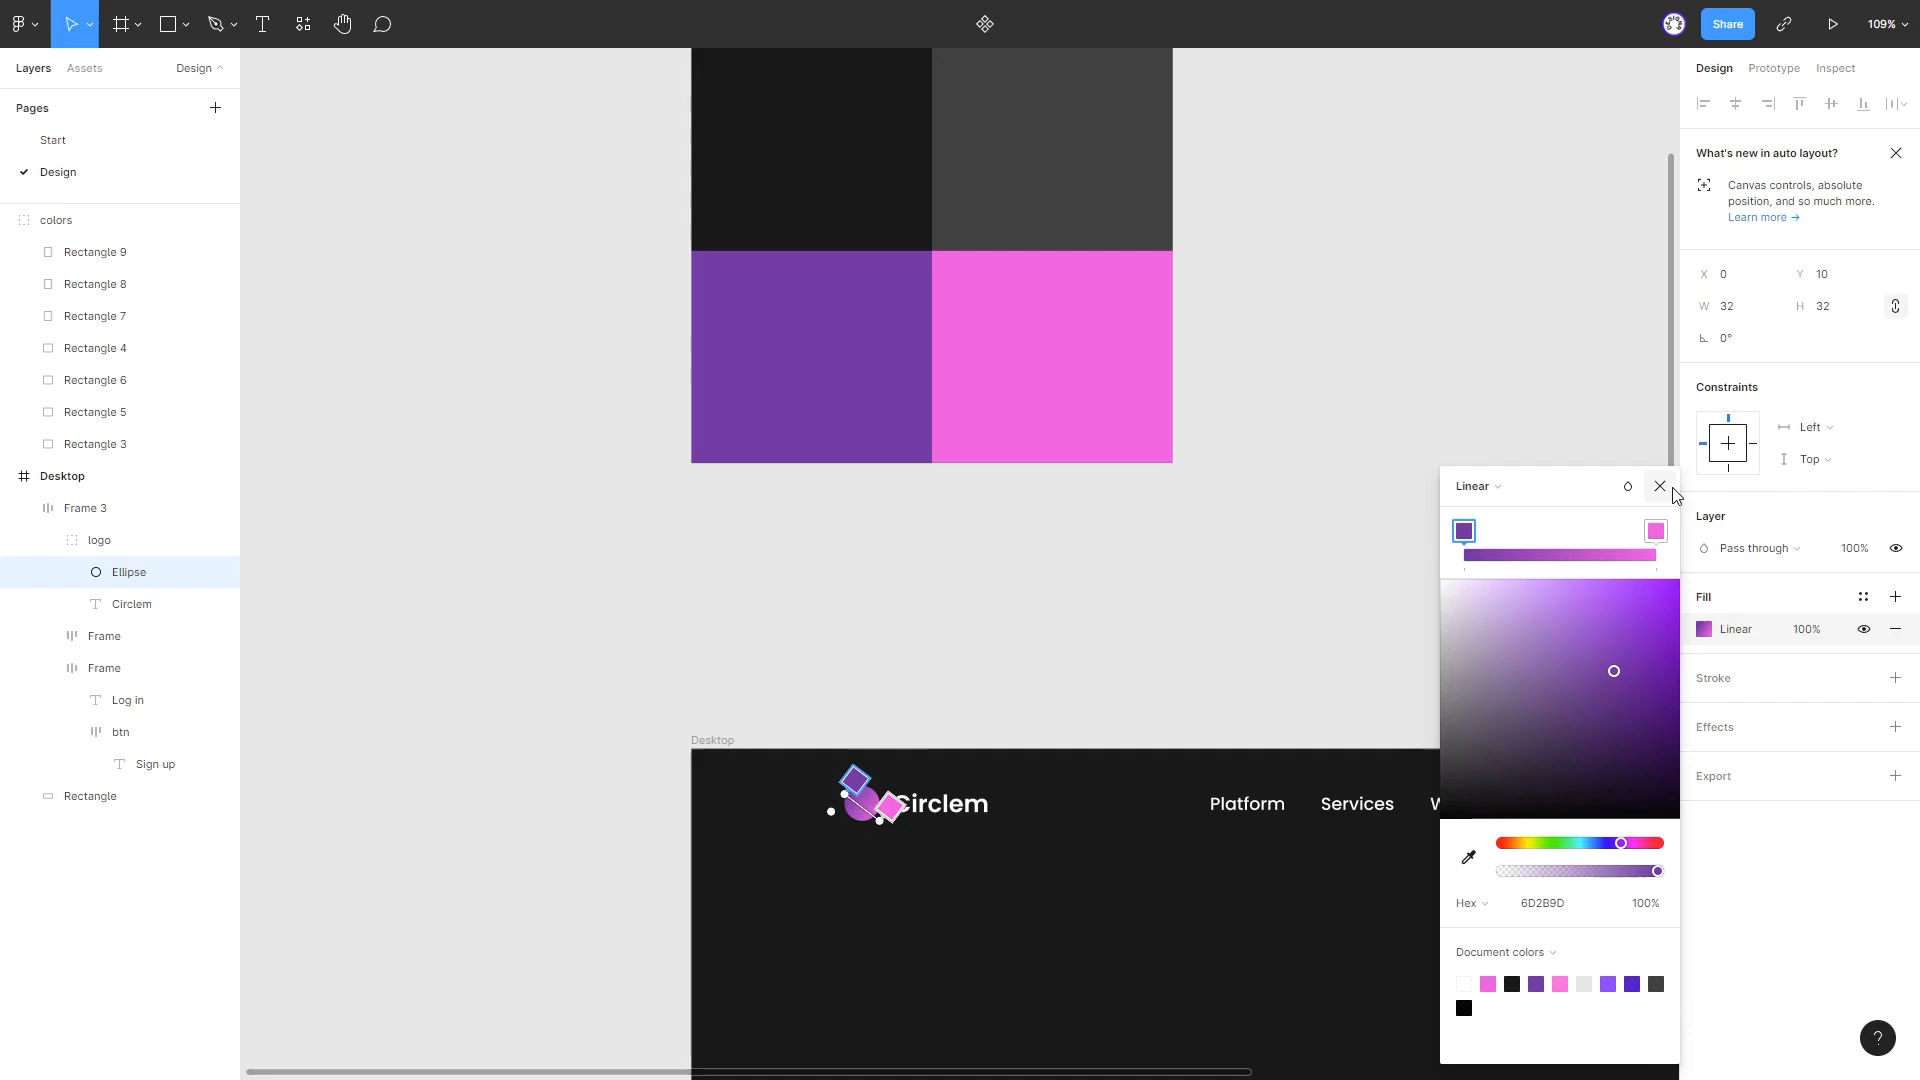 Share
109%
Layers
Assets
Design
Pages
Start
Design
colors
Rectangle 9
Rectangle 8
Rectangle 7
Rectangle 4
Rectangle 6
Rectangle 5
Rectangle 3
Desktop
Frame 3
logo
Ellipse
Circlem
Frame
Frame
Log in
btn
Sign up
Rectangle
Desktop
Circlem
Platform
Services
W
Linear
Hex
6D2B9D
100%
Document colors
Design
Prototype
Inspect
What's new in auto layout?
Canvas controls, absolute
position, and so much more.
Learn more →
X 0
Y 10
W 32
H 32
0°
Constraints
Left
Top
Layer
Pass through
100%
Fill
Linear
100%
Stroke
Effects
Export
?